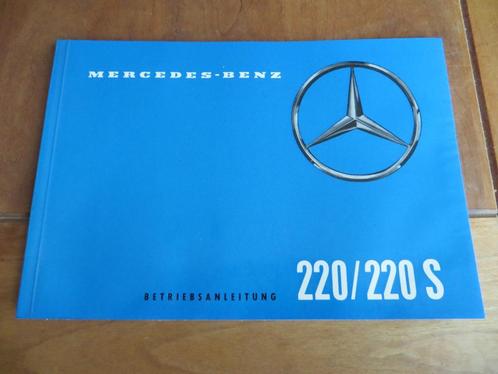 MERCEDES-BENZ
BETRIEBSANLEITUNG 220/220 S